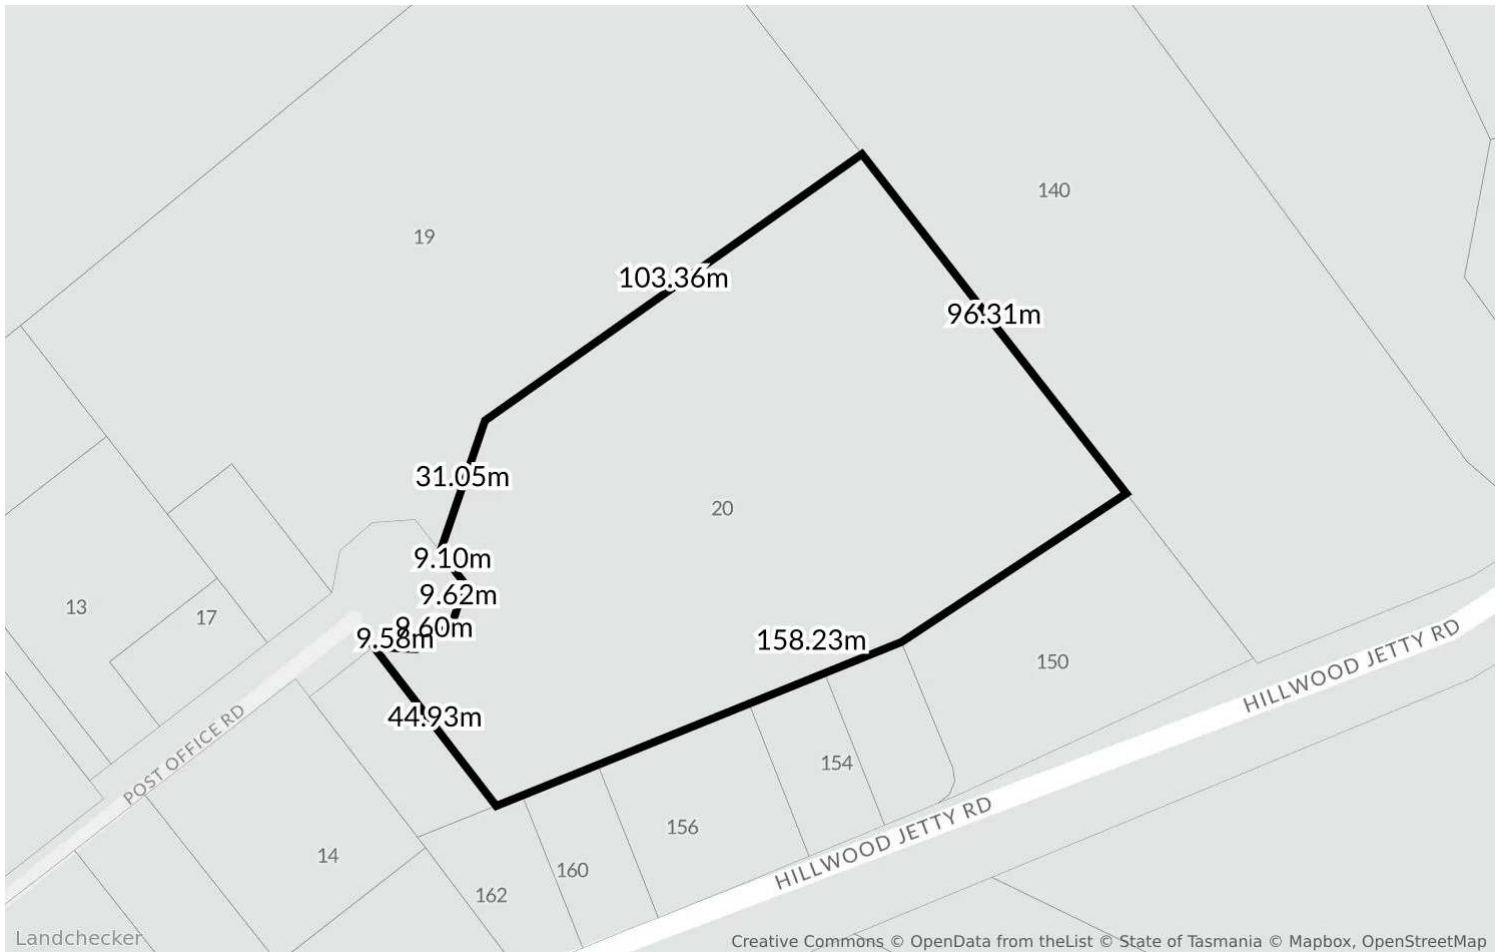 140
19
103.36m
96.31m
31.05m
20
9.10m
9.62m
13
17
9.60m
9.58m
158.23m
150
HILLWOOD JETTY RD
44.93m
POST OFFICE RD
154
156
HILLWOOD JETTY RD
14
160
162
Landchecker
Creative Commons © OpenData from theList © State of Tasmania © Mapbox, OpenStreetMap